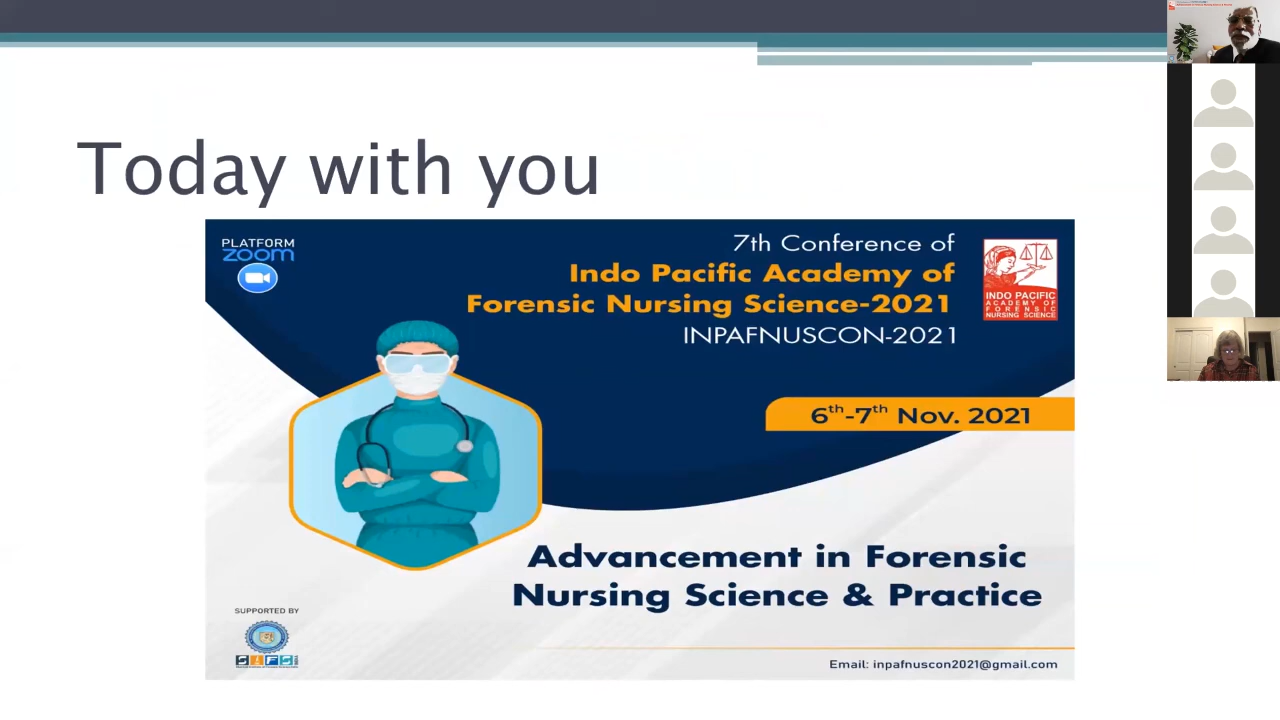 Today with you
PLATFORM
zoom
7th Conference of
Indo Pacific Academy of
Forensic Nursing Science-2021
INPAFNUSCON-2021
INDO PACIFIC
ACADEMY OF
FORENSIC
NURSING SCIENCE
6th-7th Nov. 2021
Advancement in Forensic
Nursing Science & Practice
SUPPORTED BY
SIFS
Email: inpafnuscon2021@gmail.com